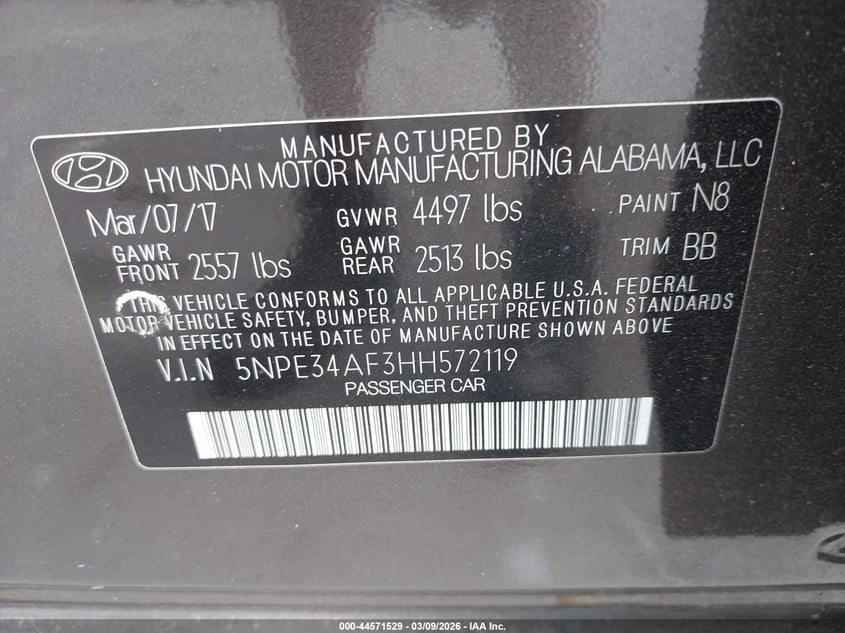 MANUFACTURED BY
HYUNDAI MOTOR MANUFACTURING ALABAMA, LLC
Mar/07/17 GVWR 4497 lbs PAINT N8
GAWR FRONT 2557 lbs GAWR REAR 2513 lbs TRIM BB
THIS VEHICLE CONFORMS TO ALL APPLICABLE U.S.A. FEDERAL
MOTOR VEHICLE SAFETY, BUMPER, AND THEFT PREVENTION STANDARDS
IN EFFECT ON THE DATE OF MANUFACTURE SHOWN ABOVE
V.I.N 5NPE34AF3HH572119
PASSENGER CAR
000-44571529 - 03/09/2026 - IAA Inc.